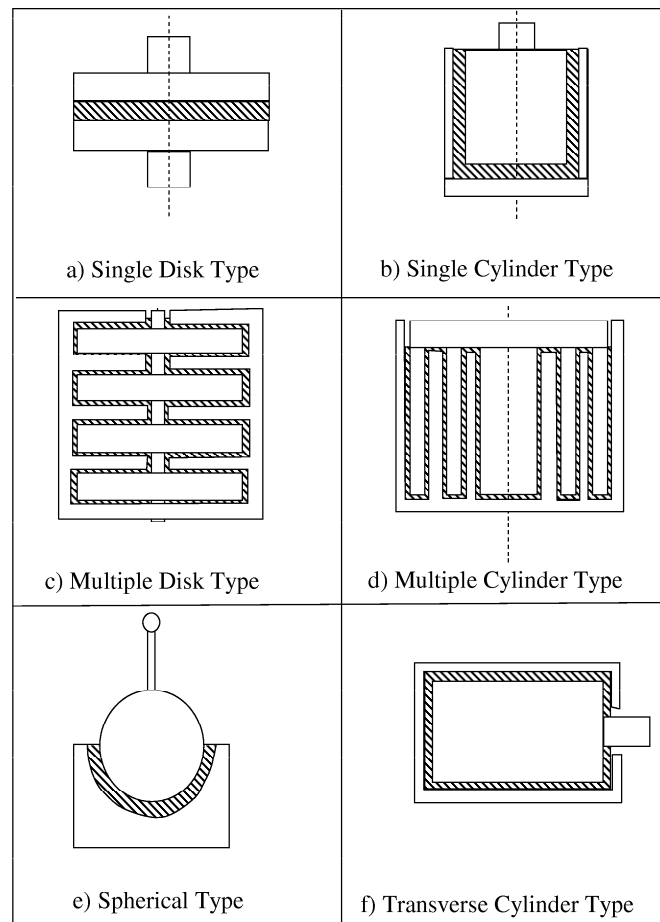 a) Single Disk Type
b) Single Cylinder Type
c) Multiple Disk Type
d) Multiple Cylinder Type
e) Spherical Type
f) Transverse Cylinder Type